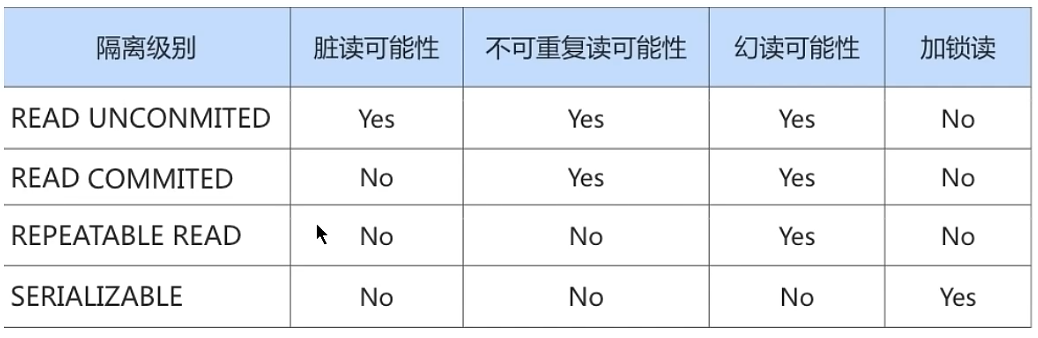 隔离级别 脏读可能性 不可重复读可能性 幻读可能性 加锁读
READ UNCONMITED Yes Yes Yes No
READ COMMITED No Yes Yes No
REPEATABLE READ No No Yes No
SERIALIZABLE No No No Yes